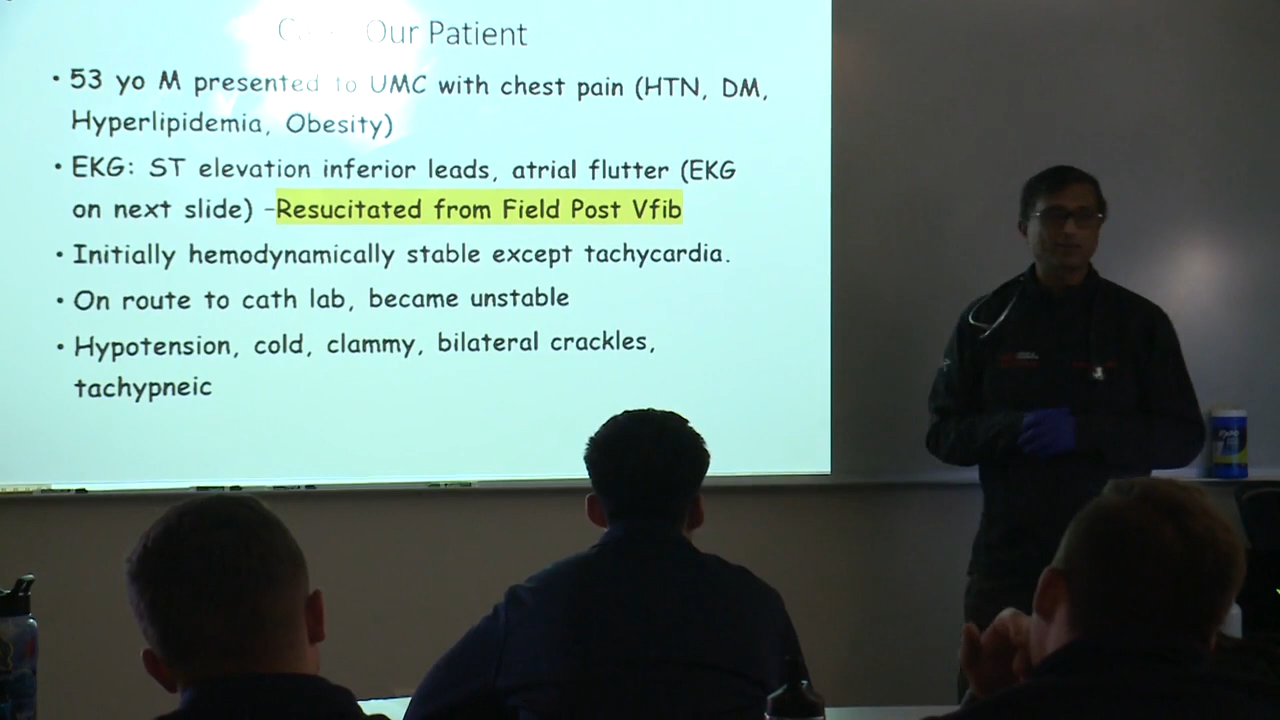 Our Patient
• 53 yo M presented to UMC with chest pain (HTN, DM,
Hyperlipidemia, Obesity)
• EKG: ST elevation inferior leads, atrial flutter (EKG
on next slide) -Resucitated from Field Post Vfib
• Initially hemodynamically stable except tachycardia.
• On route to cath lab, became unstable
• Hypotension, cold, clammy, bilateral crackles,
tachypneic